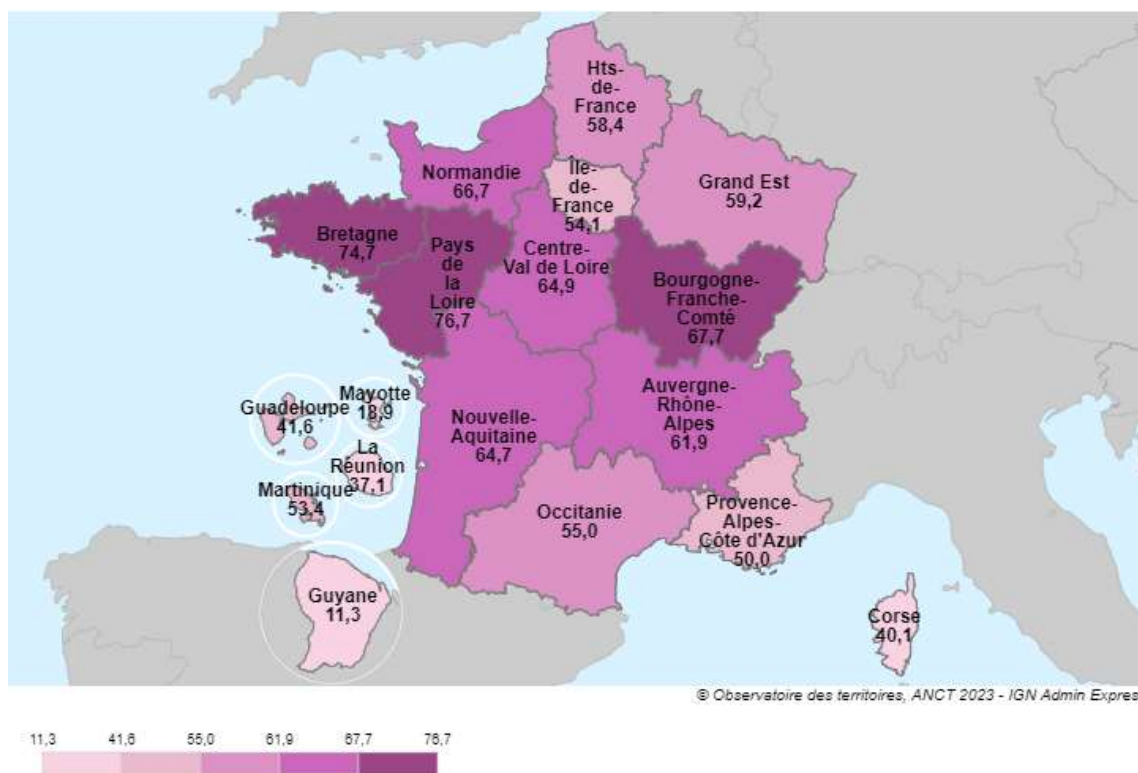 Hts-
de-
France
58,4
Normandie
66,7
Île-
de-
France
54,1
Grand Est
59,2
Bretagne
74,7
Pays
de
la
Loire
76,7
Centre-
Val de Loire
64,9
Bourgogne-
Franche-
Comté
67,7
Mayotte
18,9
Guadeloupe
41,6
La
Réunion
37,1
Martinique
53,4
Nouvelle-
Aquitaine
64,7
Auvergne-
Rhône-
Alpes
61,9
Occitanie
55,0
Provence-
Alpes-
Côte d'Azur
50,0
Guyane
11,3
Corse
40,1
© Observatoire des territoires, ANCT 2023 - IGN Admin Expres
11,3 41,6 55,0 61,9 67,7 76,7